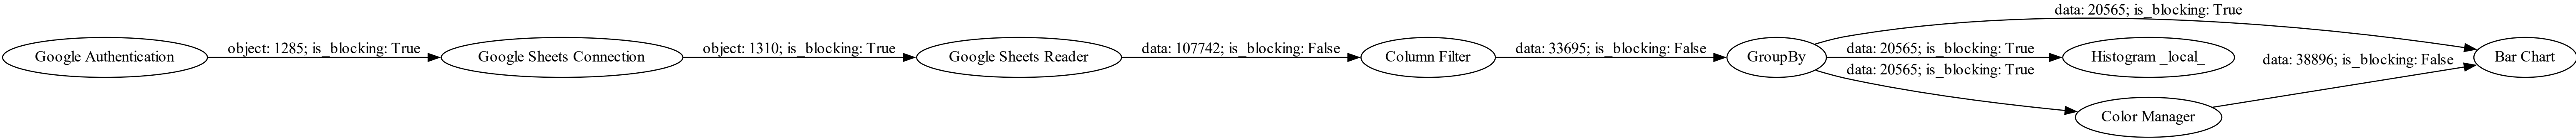 Google Authentication
object: 1285; is_blocking: True
Google Sheets Connection
object: 1310; is_blocking: True
Google Sheets Reader
data: 107742; is_blocking: False
Column Filter
data: 33695; is_blocking: False
GroupBy
data: 20565; is_blocking: True
data: 20565; is_blocking: True
data: 20565; is_blocking: True
Histogram _local_
Color Manager
data: 38896; is_blocking: False
Bar Chart